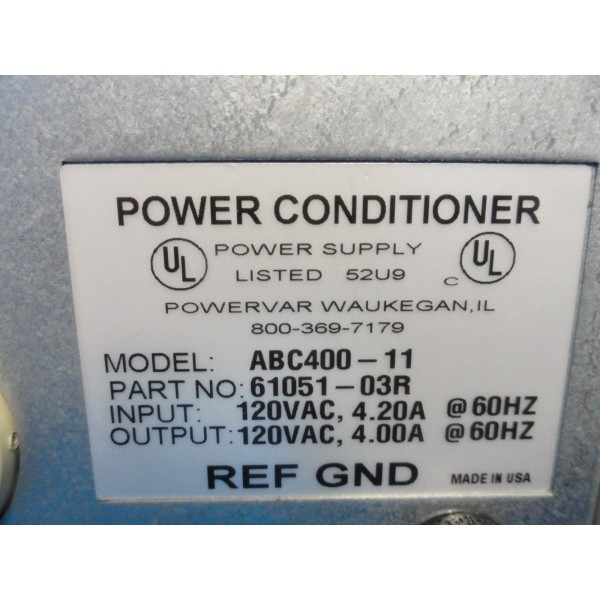 POWER CONDITIONER
UL POWER SUPPLY C UL
LISTED 52U9
POWERVAR WAUKEGAN, IL
800-369-7179
MODEL: ABC400-11
PART NO: 61051-03R
INPUT: 120VAC, 4.20A @60HZ
OUTPUT: 120VAC, 4.00A @60HZ
REF GND MADE IN USA